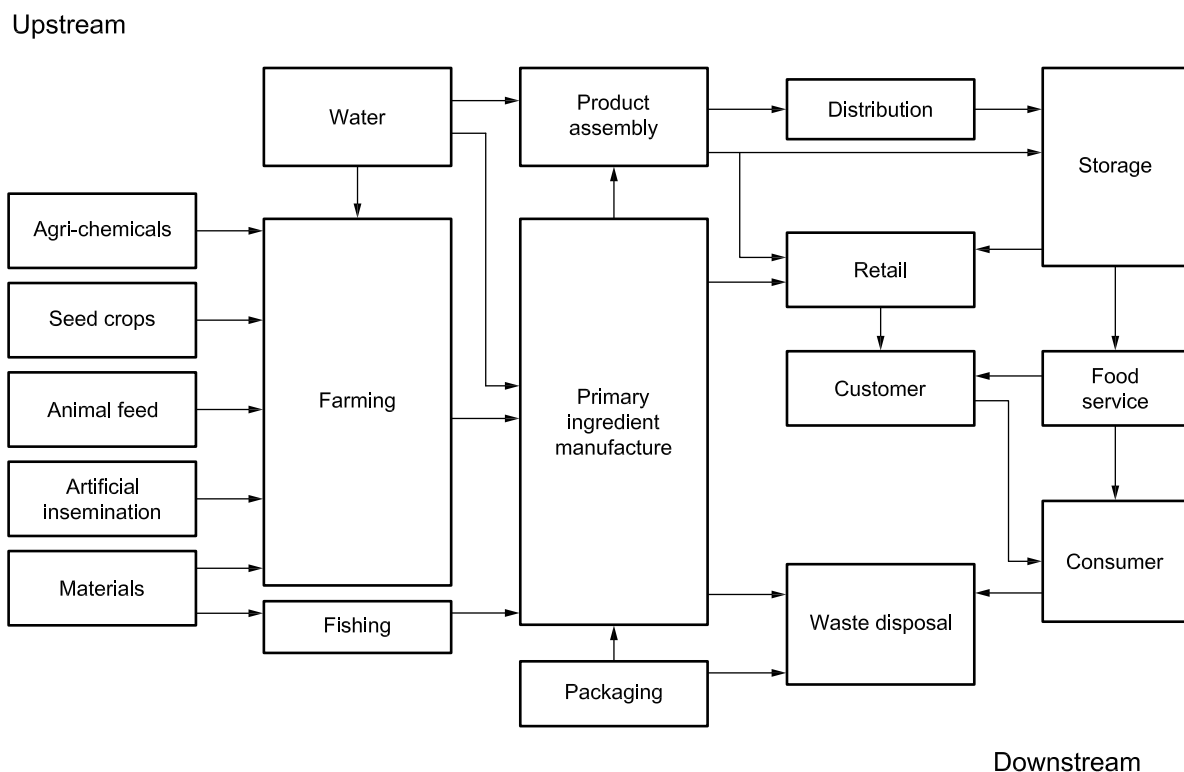 Upstream
Water
Product
assembly
Distribution
Storage
Agri-chemicals
Seed crops
Animal feed
Artificial
insemination
Materials
Farming
Fishing
Primary
ingredient
manufacture
Packaging
Retail
Customer
Food
service
Consumer
Waste disposal
Downstream